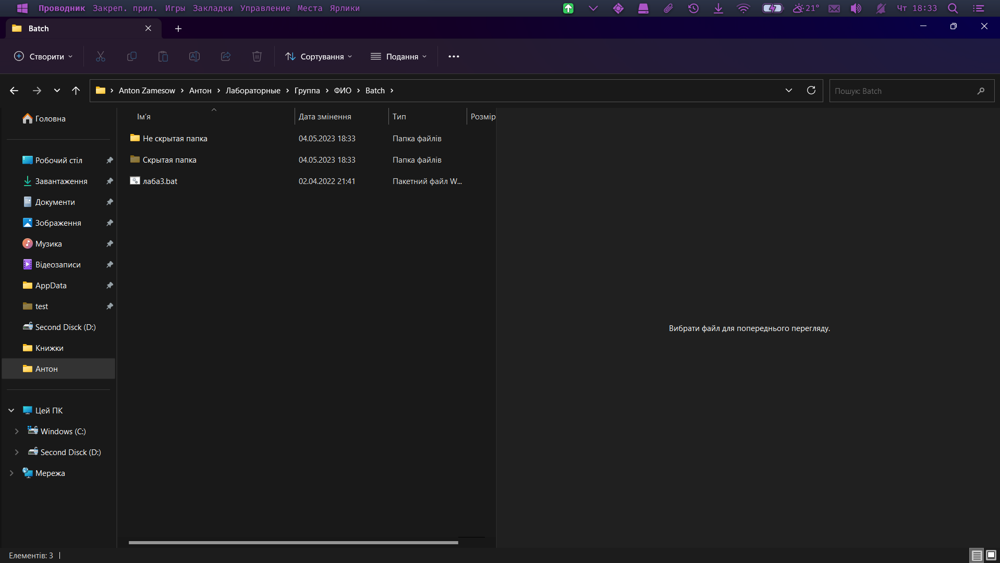 Проводник Закреп. прил. Игры Закладки Управление Места Ярлики 21° Чт 18:33
Batch
Створити Сортування Подання
Anton Zamesow Антон Лабораторные Группа ФИО Batch
Пошук: Batch
Головна
Робочий стіл
Завантаження
Документи
Зображення
Музика
Відеозаписи
AppData
test
Second Disck (D:)
Книжки
Антон
Цей ПК
Windows (C:)
Second Disck (D:)
Мережа
Ім'я Дата змінення Тип Розмір
Не скрытая папка 04.05.2023 18:33 Папка файлів
Скрытая папка 04.05.2023 18:33 Папка файлів
лаба3.bat 02.04.2022 21:41 Пакетний файл W...
Вибрати файл для попереднього перегляду.
Елементів: 3